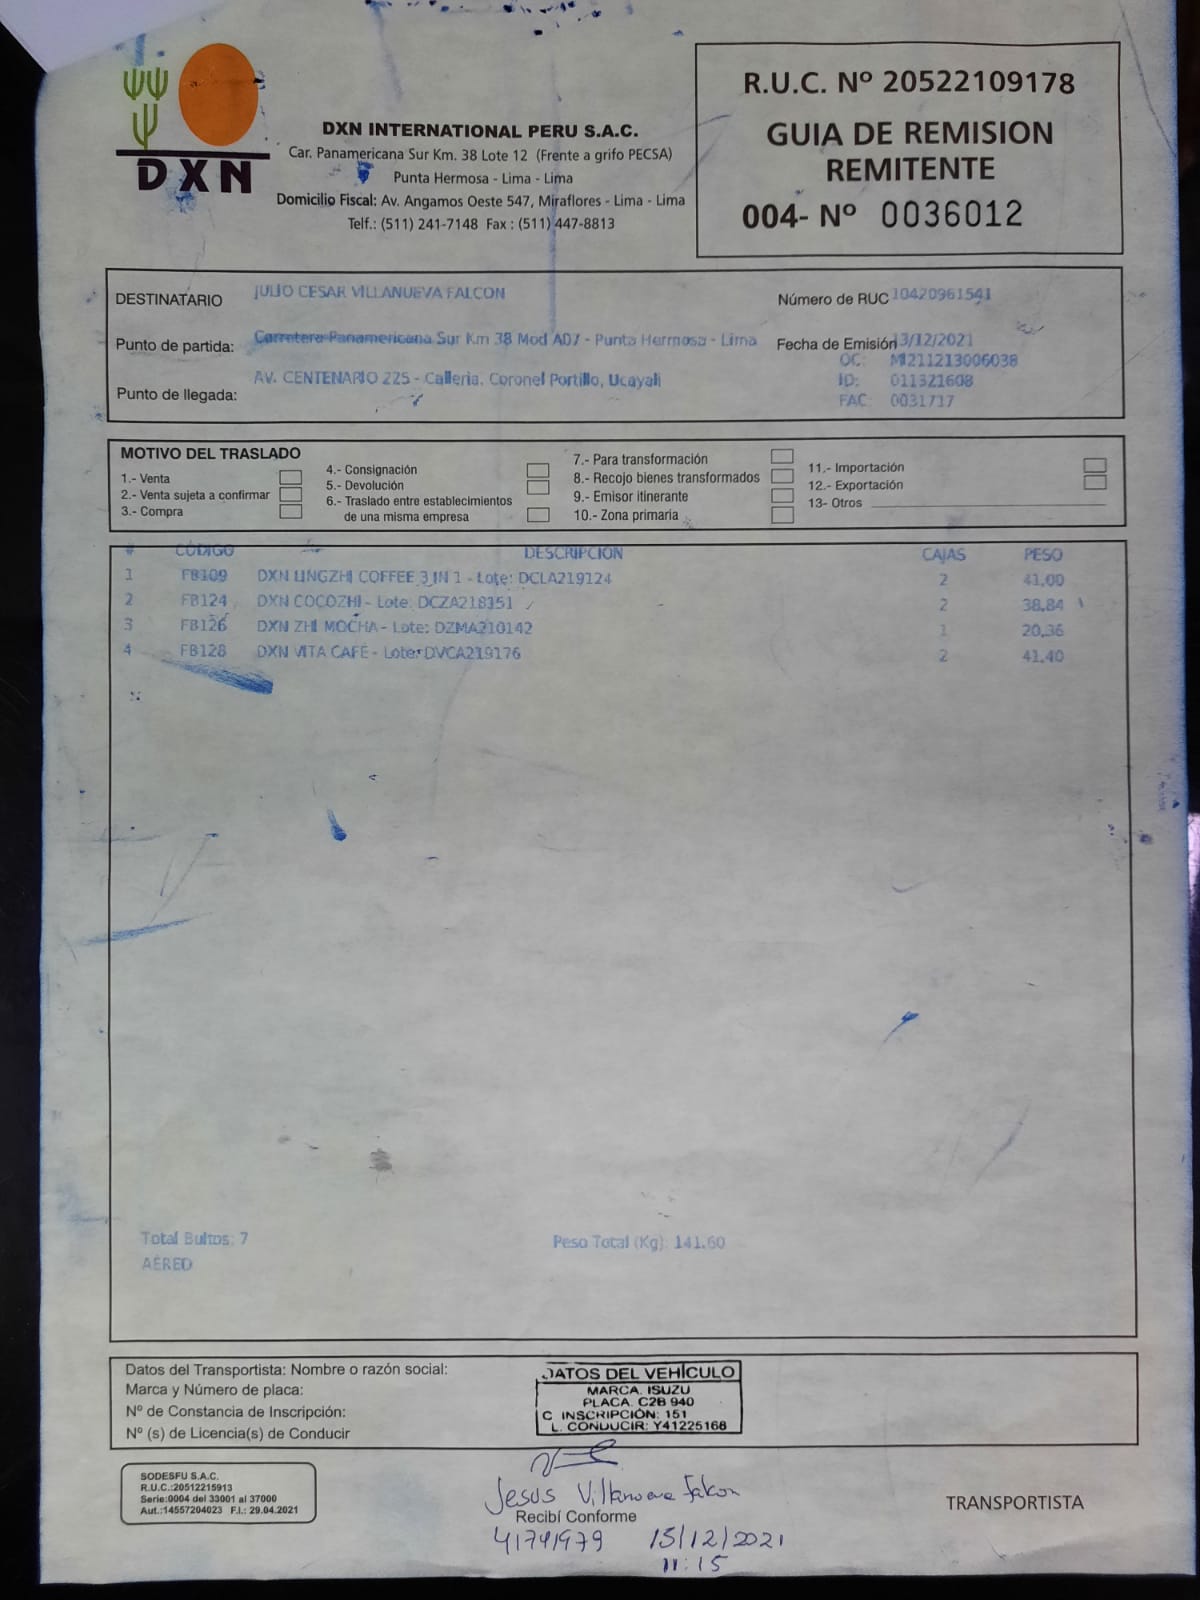 DXN
DXN INTERNATIONAL PERU S.A.C.
Car. Panamericana Sur Km. 38 Lote 12 (Frente a grifo PECSA)
Punta Hermosa - Lima - Lima
Domicilio Fiscal: Av. Angamos Oeste 547, Miraflores - Lima - Lima
Telf.: (511) 241-7148 Fax : (511) 447-8813
R.U.C. Nº 20522109178
GUIA DE REMISION
REMITENTE
004- Nº 0036012
DESTINATARIO JULIO CESAR VILLANUEVA FALCON
Número de RUC 10420961541
Punto de partida: Carretera Panamericana Sur Km 38 Mod A07 - Punta Hermosa - Lima
Fecha de Emisión 13/12/2021
OC: MI211213006038
Punto de llegada: AV. CENTENARIO 225 - Calleria, Coronel Portillo, Ucayali
ID: 011321608
FAC: 0031717
MOTIVO DEL TRASLADO
1.- Venta
2.- Venta sujeta a confirmar
3.- Compra
4.- Consignación
5.- Devolución
6.- Traslado entre establecimientos
de una misma empresa
7.- Para transformación
8.- Recojo bienes transformados
9.- Emisor itinerante
10.- Zona primaria
11.- Importación
12.- Exportación
13- Otros
# CÓDIGO DESCRIPCION CAJAS PESO
1 FB109 DXN LINGZHI COFFEE 3 IN 1 - Lote: DCLA219124 2 41.00
2 FB124 DXN COCOZHI - Lote: DCZA218351 2 38.84
3 FB126 DXN ZHI MOCHA - Lote: DZMA210142 1 20.36
4 FB128 DXN VITA CAFÉ - Lote: DVCA219176 2 41.40
Total Bultos: 7 Peso Total (Kg): 141.60
AÉREO
Datos del Transportista: Nombre o razón social:
Marca y Número de placa:
Nº de Constancia de Inscripción:
Nº (s) de Licencia(s) de Conducir
DATOS DEL VEHÍCULO
MARCA. ISUZU
PLACA. C2B 940
C INSCRIPCIÓN: 151
L. CONDUCIR: Y41225168
SODESFU S.A.C.
R.U.C.:20512215913
Serie:0004 del 33001 al 37000
Aut.:14557204023 F.I.: 29.04.2021
Jesus Villanueva Falcon
Recibí Conforme
41741979 15/12/2021
11:15
TRANSPORTISTA